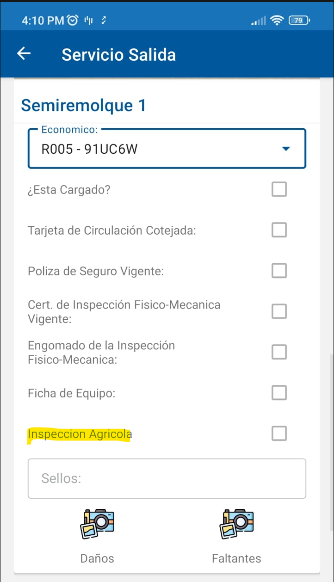 4:10 PM
79
Servicio Salida
Semiremolque 1
Economico:
R005 - 91UC6W
¿Esta Cargado?
Tarjeta de Circulación Cotejada:
Poliza de Seguro Vigente:
Cert. de Inspección Fisico-Mecanica
Vigente:
Engomado de la Inspección
Fisico-Mecanica:
Ficha de Equipo:
Inspeccion Agricola
Sellos:
Daños
Faltantes